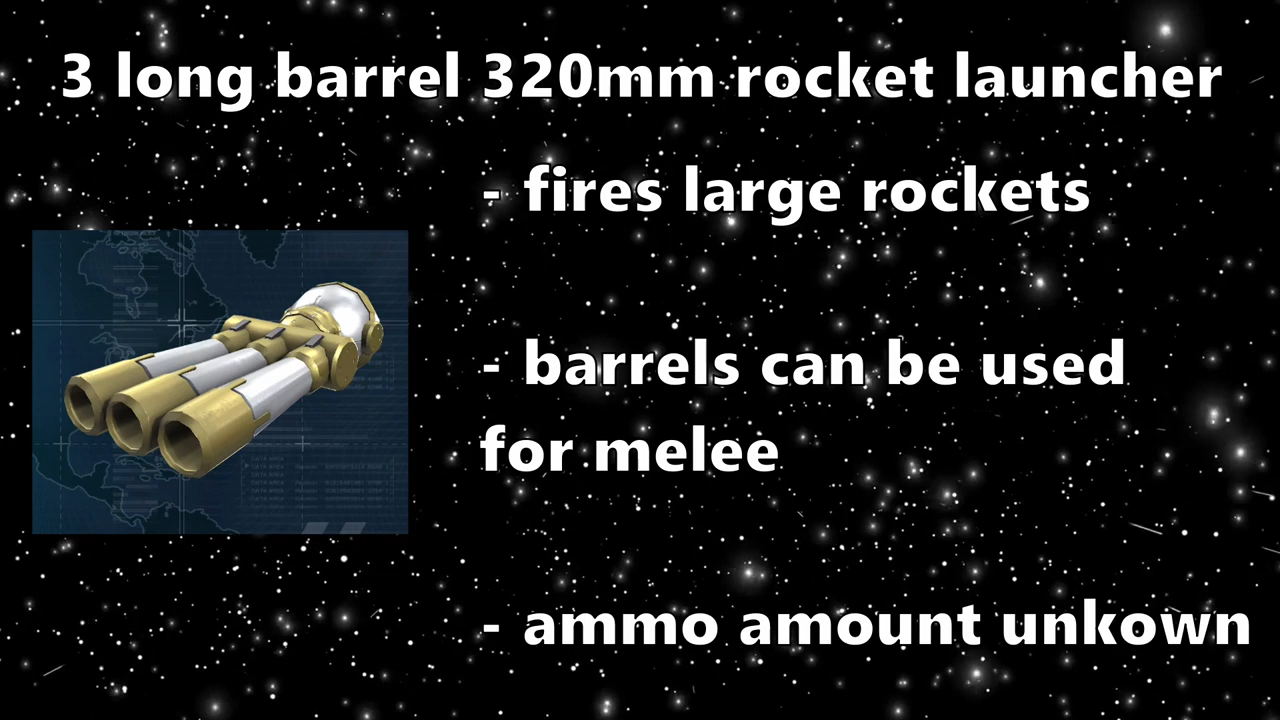 3 long barrel 320mm rocket launcher
- fires large rockets
- barrels can be used
for melee
- ammo amount unkown